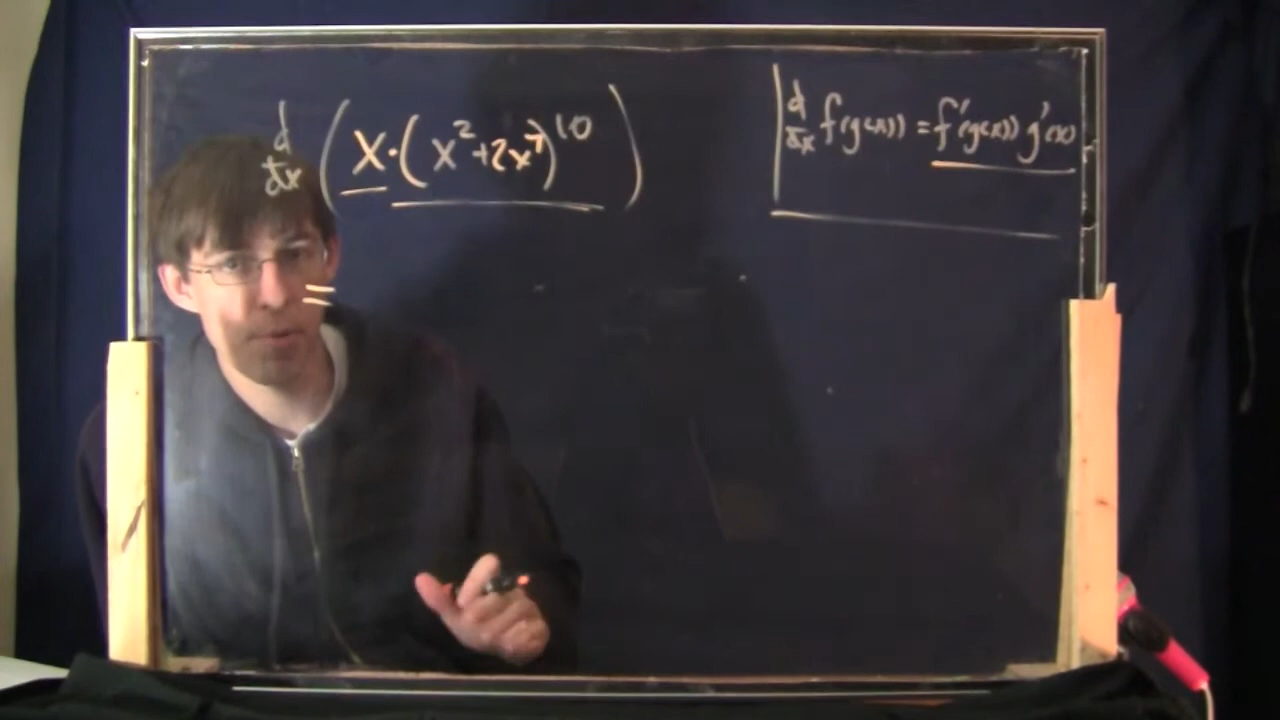 d/dx (x·(x²+2x⁷)¹⁰)
=
d/dx f(g(x)) = f'(g(x)) g'(x)